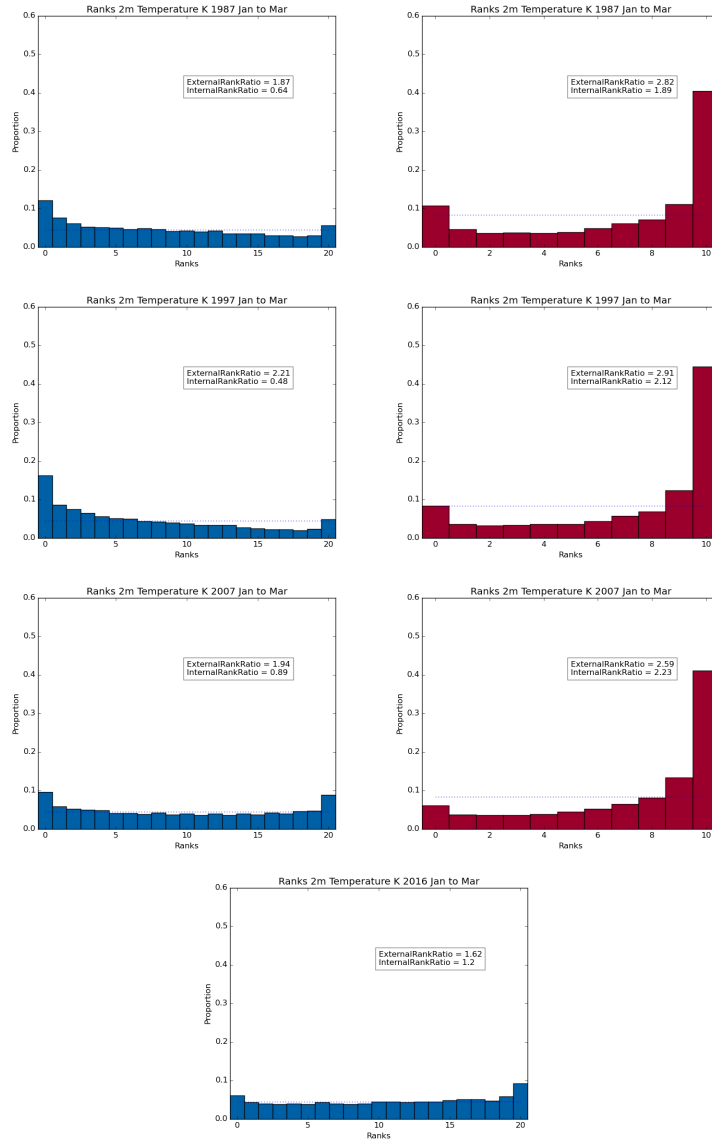 Ranks 2m Temperature K 1987 Jan to Mar
0.6
0.5
0.4
0.3
0.2
0.1
0.0
Proportion
ExternalRankRatio = 1.87
InternalRankRatio = 0.64
0 5 10 15 20
Ranks
Ranks 2m Temperature K 1987 Jan to Mar
0.6
0.5
0.4
0.3
0.2
0.1
0.0
Proportion
ExternalRankRatio = 2.82
InternalRankRatio = 1.89
0 2 4 6 8 10
Ranks
Ranks 2m Temperature K 1997 Jan to Mar
0.6
0.5
0.4
0.3
0.2
0.1
0.0
Proportion
ExternalRankRatio = 2.21
InternalRankRatio = 0.48
0 5 10 15 20
Ranks
Ranks 2m Temperature K 1997 Jan to Mar
0.6
0.5
0.4
0.3
0.2
0.1
0.0
Proportion
ExternalRankRatio = 2.91
InternalRankRatio = 2.12
0 2 4 6 8 10
Ranks
Ranks 2m Temperature K 2007 Jan to Mar
0.6
0.5
0.4
0.3
0.2
0.1
0.0
Proportion
ExternalRankRatio = 1.94
InternalRankRatio = 0.89
0 5 10 15 20
Ranks
Ranks 2m Temperature K 2007 Jan to Mar
0.6
0.5
0.4
0.3
0.2
0.1
0.0
Proportion
ExternalRankRatio = 2.59
InternalRankRatio = 2.23
0 2 4 6 8 10
Ranks
Ranks 2m Temperature K 2016 Jan to Mar
0.6
0.5
0.4
0.3
0.2
0.1
0.0
Proportion
ExternalRankRatio = 1.62
InternalRankRatio = 1.2
0 5 10 15 20
Ranks